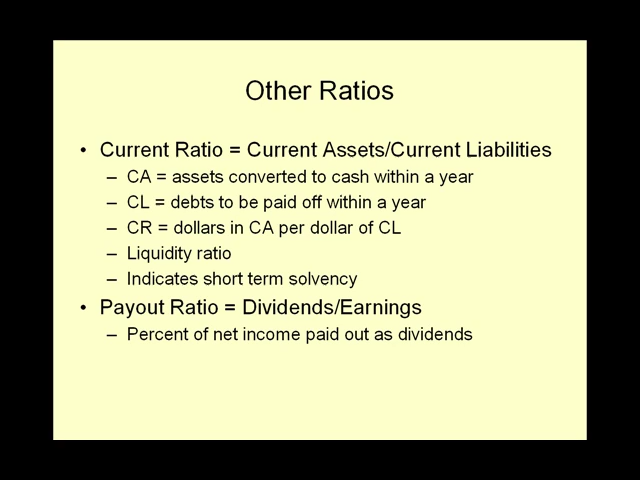 Other Ratios
• Current Ratio = Current Assets/Current Liabilities
– CA = assets converted to cash within a year
– CL = debts to be paid off within a year
– CR = dollars in CA per dollar of CL
– Liquidity ratio
– Indicates short term solvency
• Payout Ratio = Dividends/Earnings
– Percent of net income paid out as dividends